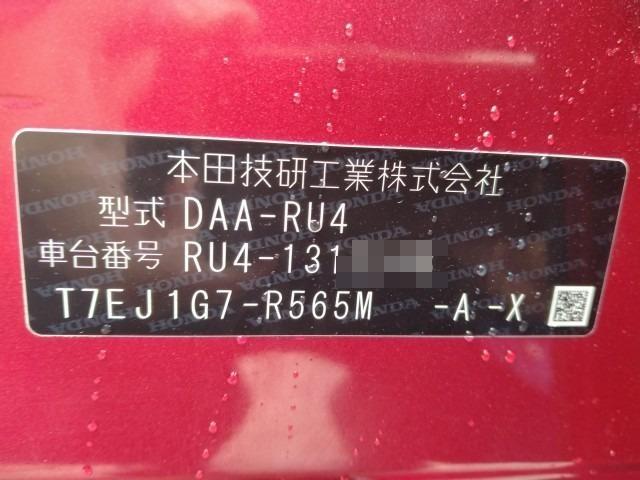 本田技研工業株式会社
型式 DAA-RU4
車台番号 RU4-131
T7EJ1G7-R565M -A -X